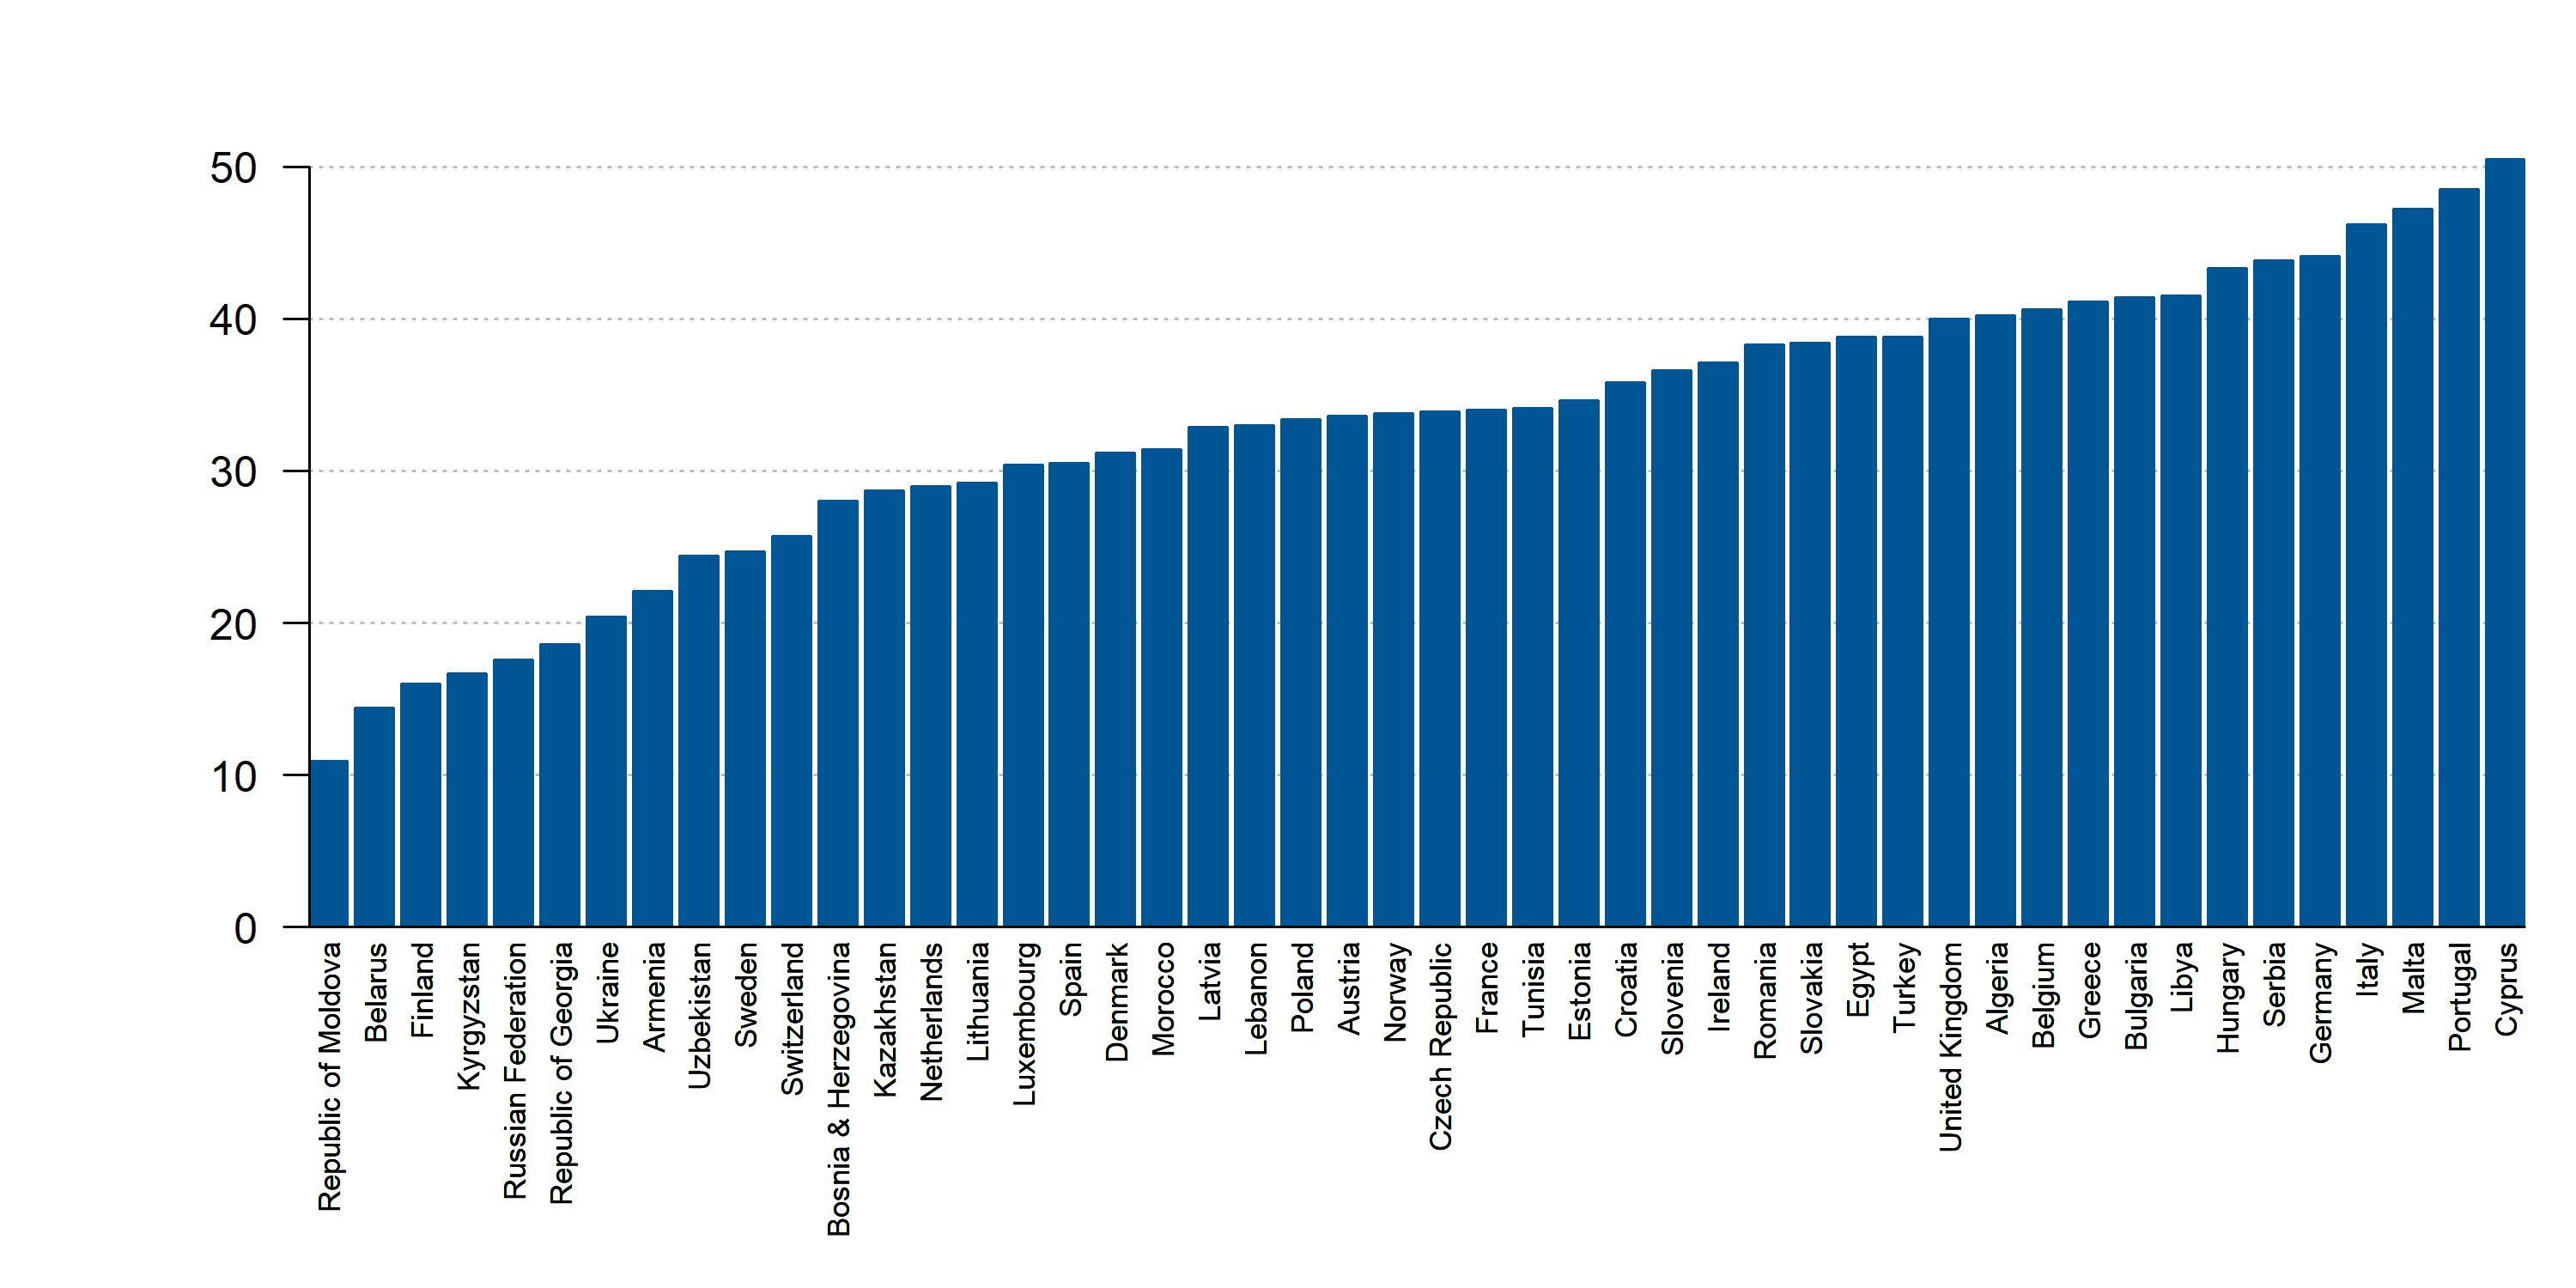 50
40
30
20
10
0
Republic of Moldova
Belarus
Finland
Kyrgyzstan
Russian Federation
Republic of Georgia
Ukraine
Armenia
Uzbekistan
Sweden
Switzerland
Bosnia & Herzegovina
Kazakhstan
Netherlands
Lithuania
Luxembourg
Spain
Denmark
Morocco
Latvia
Lebanon
Poland
Austria
Norway
Czech Republic
France
Tunisia
Estonia
Croatia
Slovenia
Ireland
Romania
Slovakia
Egypt
Turkey
United Kingdom
Algeria
Belgium
Greece
Bulgaria
Libya
Hungary
Serbia
Germany
Italy
Malta
Portugal
Cyprus